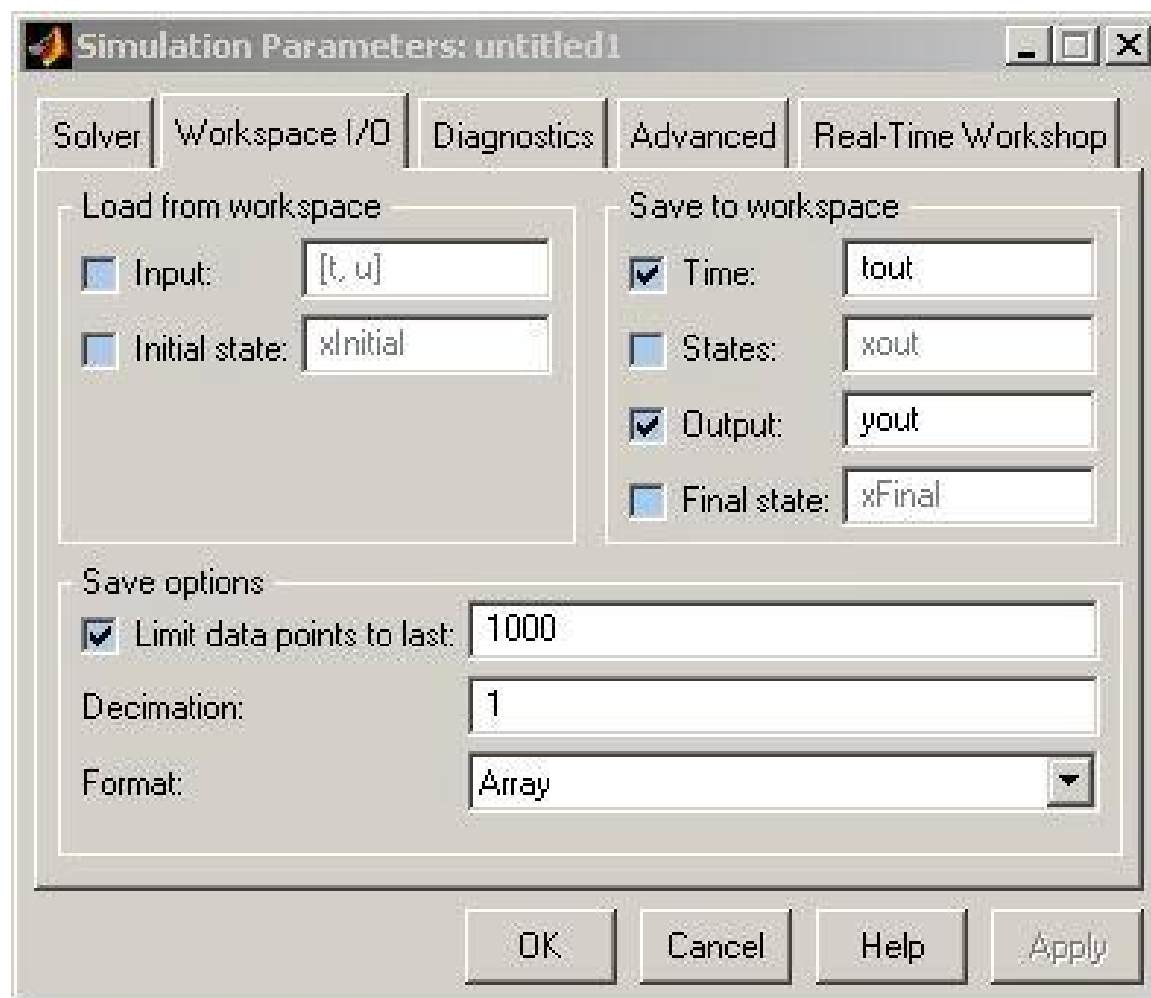 Simulation Parameters: untitled1
Solver
Workspace I/O
Diagnostics
Advanced
Real-Time Workshop
Load from workspace
Input: [t, u]
Initial state: xInitial
Save to workspace
Time: tout
States: xout
Output: yout
Final state: xFinal
Save options
Limit data points to last: 1000
Decimation: 1
Format: Array
OK
Cancel
Help
Apply